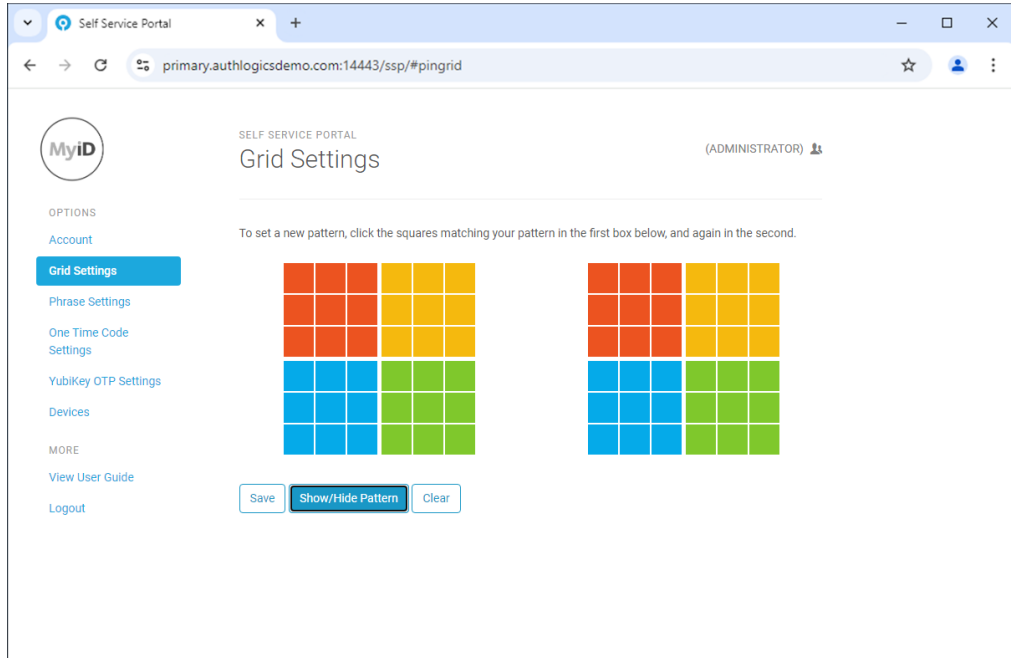 Self Service Portal
primary.authlogicsdemo.com:14443/ssp/#pingrid
MyiD
SELF SERVICE PORTAL
Grid Settings
(ADMINISTRATOR)
OPTIONS
Account
Grid Settings
Phrase Settings
One Time Code
Settings
YubiKey OTP Settings
Devices
MORE
View User Guide
Logout
To set a new pattern, click the squares matching your pattern in the first box below, and again in the second.
Save
Show/Hide Pattern
Clear